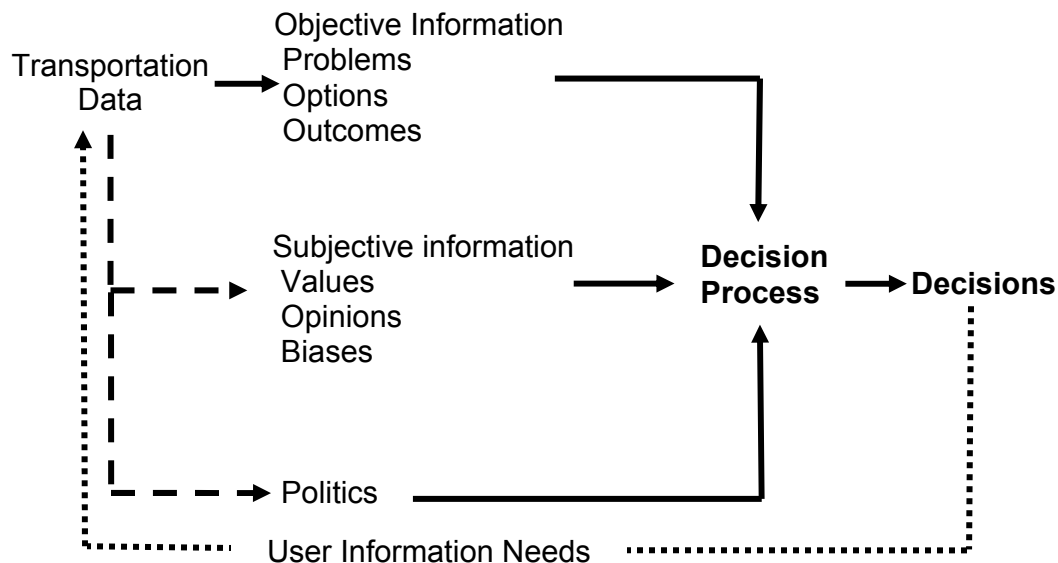 Transportation
Data
Objective Information
Problems
Options
Outcomes
Subjective information
Values
Opinions
Biases
Decision
Process
Decisions
Politics
User Information Needs